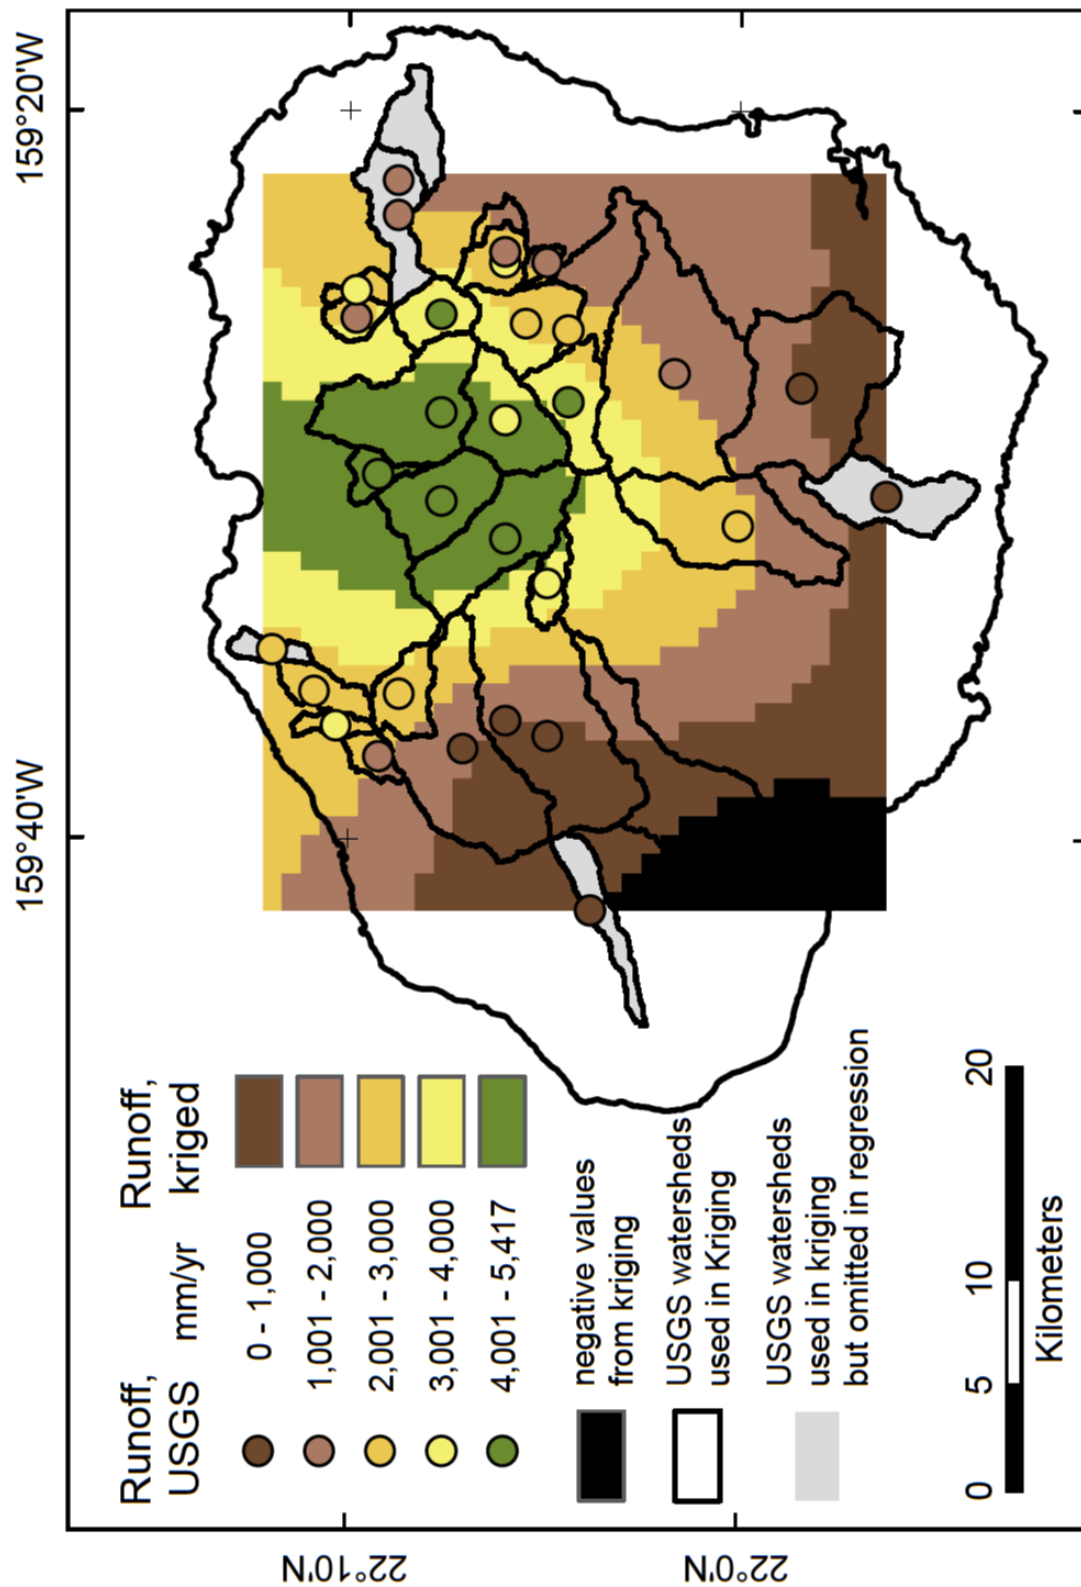 159°40'W
159°20'W
22°10'N
22°0'N
Runoff,
USGS
mm/yr
Runoff,
kriged
0 - 1,000
1,001 - 2,000
2,001 - 3,000
3,001 - 4,000
4,001 - 5,417
negative values
from kriging
USGS watersheds
used in Kriging
USGS watersheds
used in kriging
but omitted in regression
0
5
10
20
Kilometers